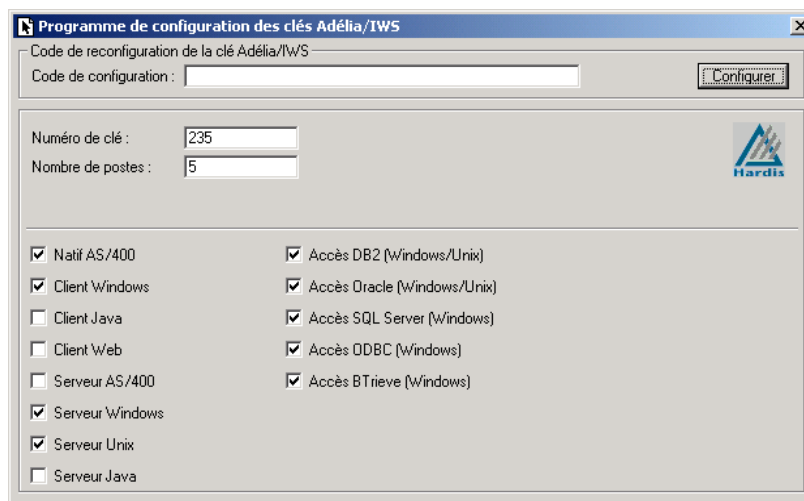 Programme de configuration des clés Adélia/IWS
Code de reconfiguration de la clé Adélia/IWS
Code de configuration :
Configurer
Numéro de clé : 235
Nombre de postes : 5
Hardis
Natif AS/400 Accès DB2 (Windows/Unix)
Client Windows Accès Oracle (Windows/Unix)
Client Java Accès SQL Server (Windows)
Client Web Accès ODBC (Windows)
Serveur AS/400 Accès BTrieve (Windows)
Serveur Windows
Serveur Unix
Serveur Java